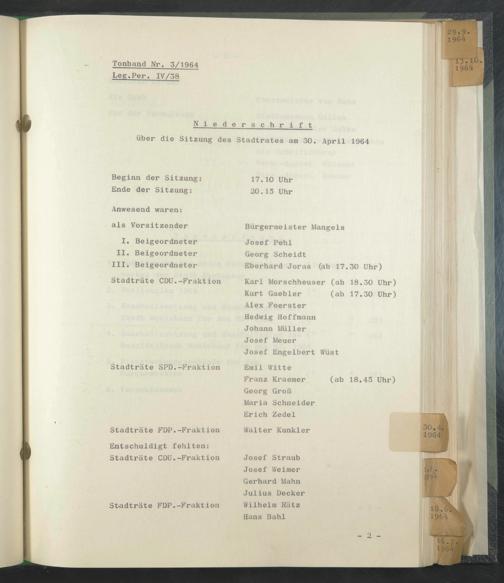 Tonband Nr. 3/1964
Leg.Per. IV/38
Niederschrift
über die Sitzung des Stadtrates am 30. April 1964
Beginn der Sitzung: 17.10 Uhr
Ende der Sitzung: 20.15 Uhr
Anwesend waren:
als Vorsitzender Bürgermeister Mangels
I. Beigeordneter Josef Pehl
II. Beigeordneter Georg Scheidt
III. Beigeordneter Eberhard Joras (ab 17.30 Uhr)
Stadträte CDU.-Fraktion Karl Morschheuser (ab 18.30 Uhr)
Kurt Gaebler (ab 17.30 Uhr)
Alex Foerster
Hedwig Hoffmann
Johann Müller
Josef Meuer
Josef Engelbert Wüst
Stadträte SPD.-Fraktion Emil Witte
Franz Kraemer (ab 18.45 Uhr)
Georg Groß
Maria Schneider
Erich Zedel
Stadträte FDP.-Fraktion Walter Kunkler
Entschuldigt fehlten:
Stadträte CDU.-Fraktion Josef Straub
Josef Weimer
Gerhard Mahn
Julius Decker
Stadträte FDP.-Fraktion Wilhelm Hätz
Hans Bahl
- 2 -
29.9.
1964
13.10.
1964
30.4.
1964
1964
1964